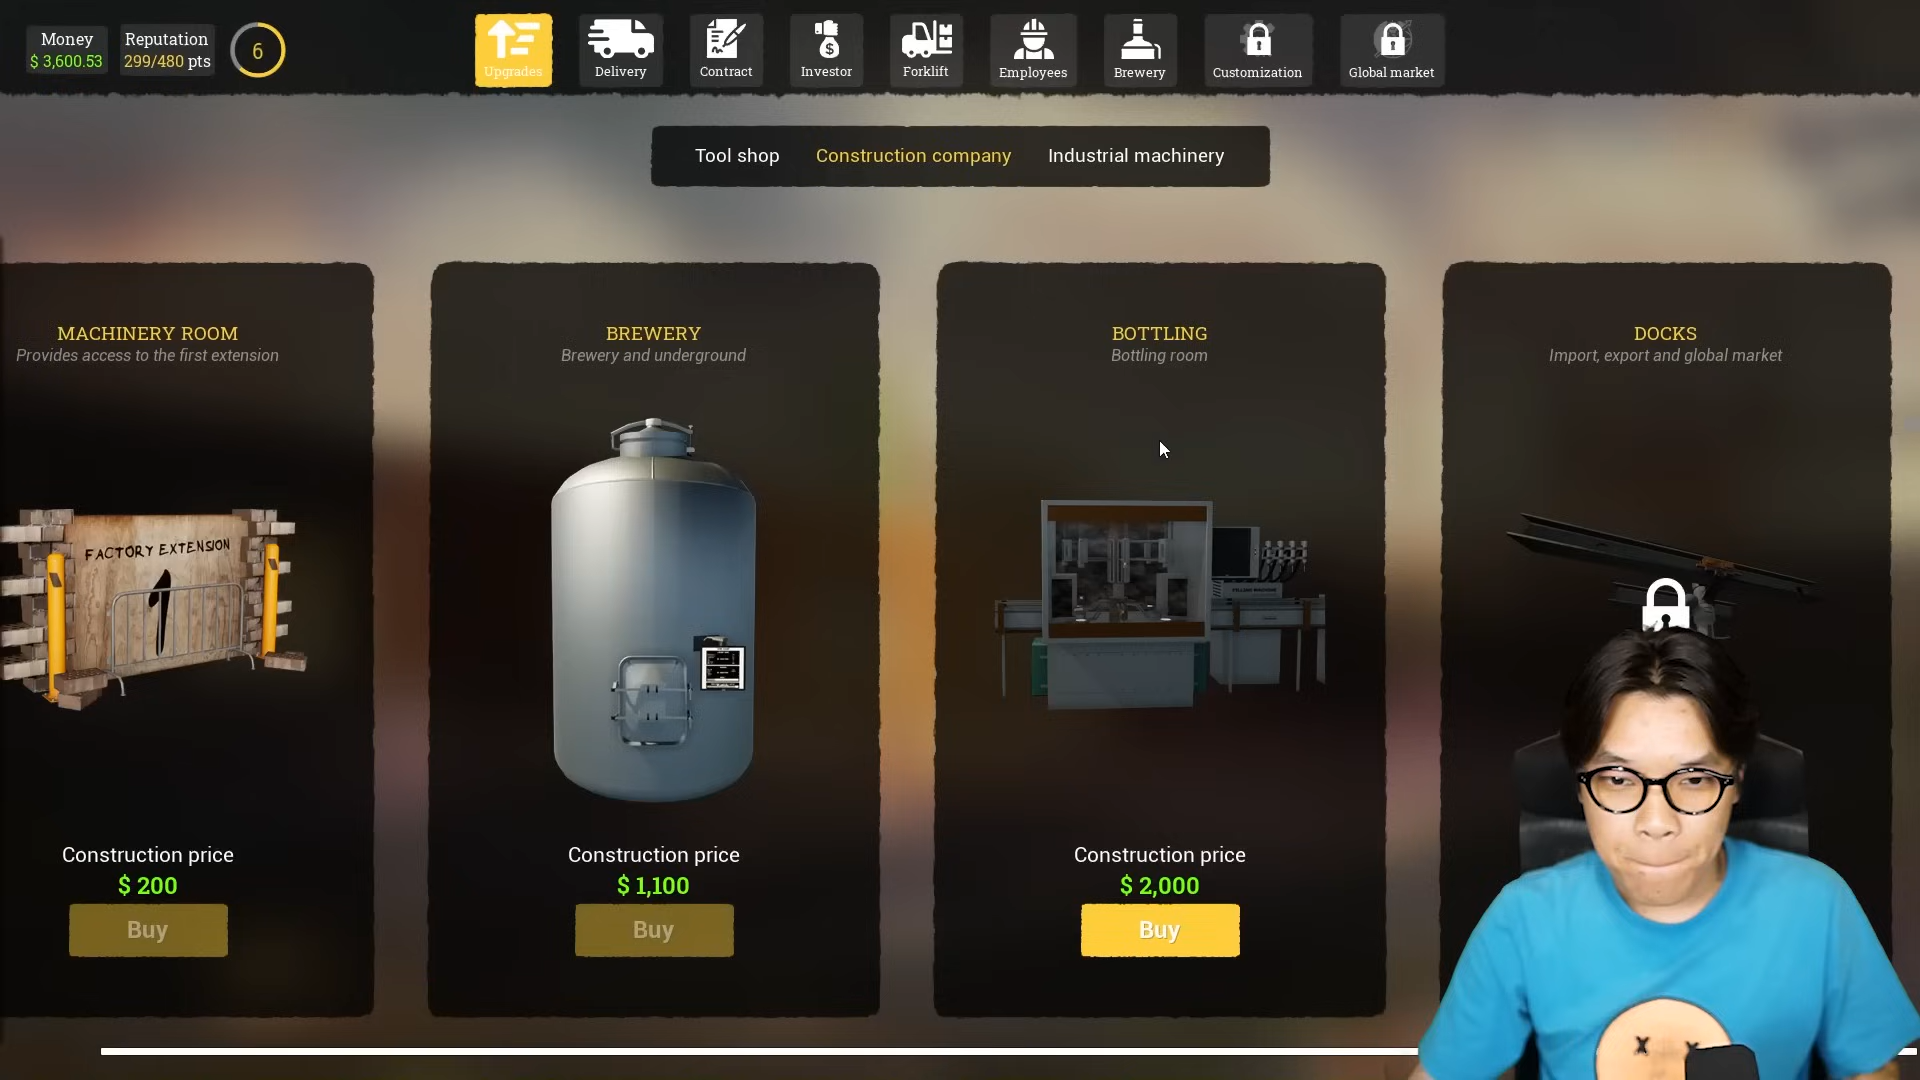 Money
$ 3,600.53
Reputation
299/480 pts
6
Upgrades
Delivery
Contract
Investor
Forklift
Employees
Brewery
Customization
Global market
Tool shop
Construction company
Industrial machinery
MACHINERY ROOM
Provides access to the first extension
FACTORY EXTENSION
1
Construction price
$ 200
Buy
BREWERY
Brewery and underground
Construction price
$ 1,100
Buy
BOTTLING
Bottling room
Construction price
$ 2,000
Buy
DOCKS
Import, export and global market